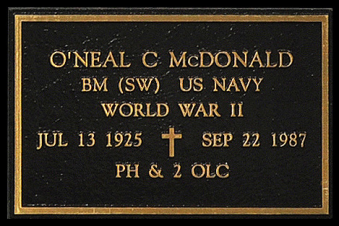 O'NEAL C McDONALD
BM (SW) US NAVY
WORLD WAR II
JUL 13 1925 ✝ SEP 22 1987
PH & 2 OLC